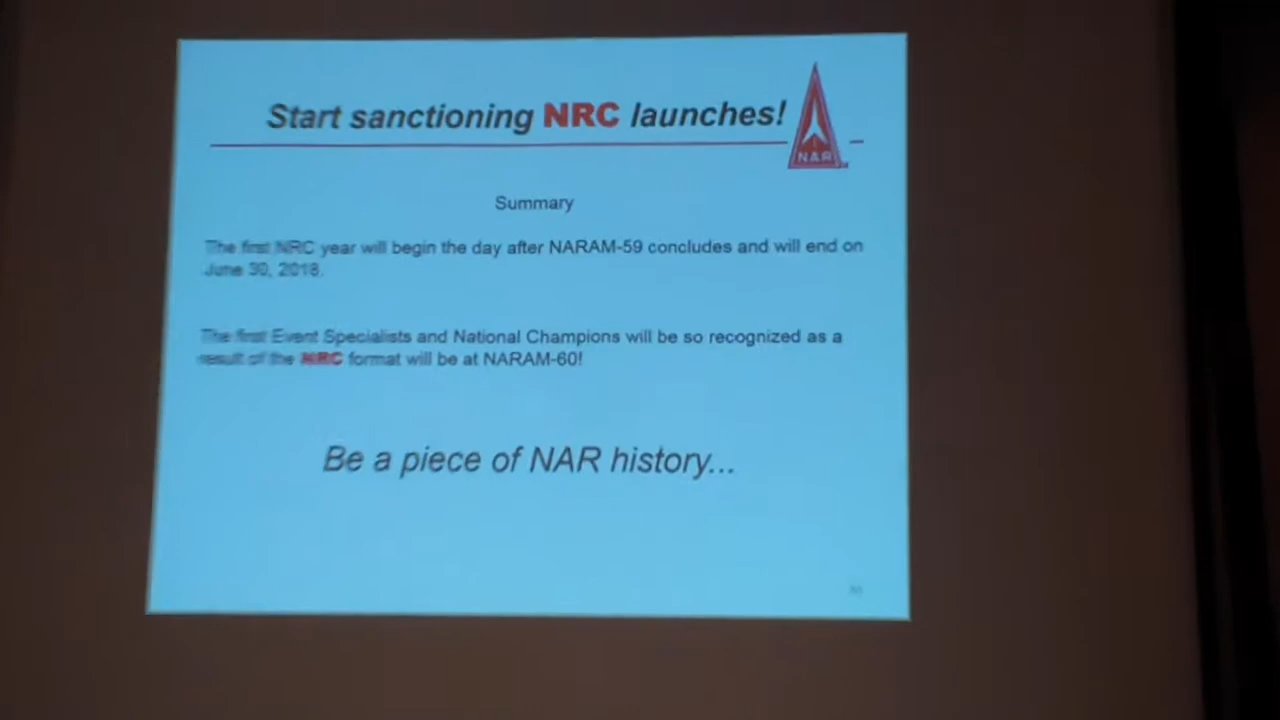 Start sanctioning NRC launches!
NAR
Summary
The first NRC year will begin the day after NARAM-59 concludes and will end on
June 30, 2018.
The first Event Specialists and National Champions will be so recognized as a
result of the NRC format will be at NARAM-60!
Be a piece of NAR history...